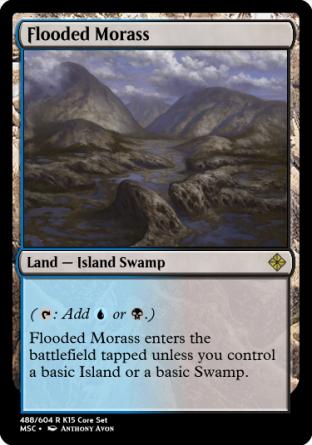 Flooded Morass
Land — Island Swamp
( : Add or .)
Flooded Morass enters the
battlefield tapped unless you control
a basic Island or a basic Swamp.
488/604 R K15 Core Set
MSC • Anthony Avon